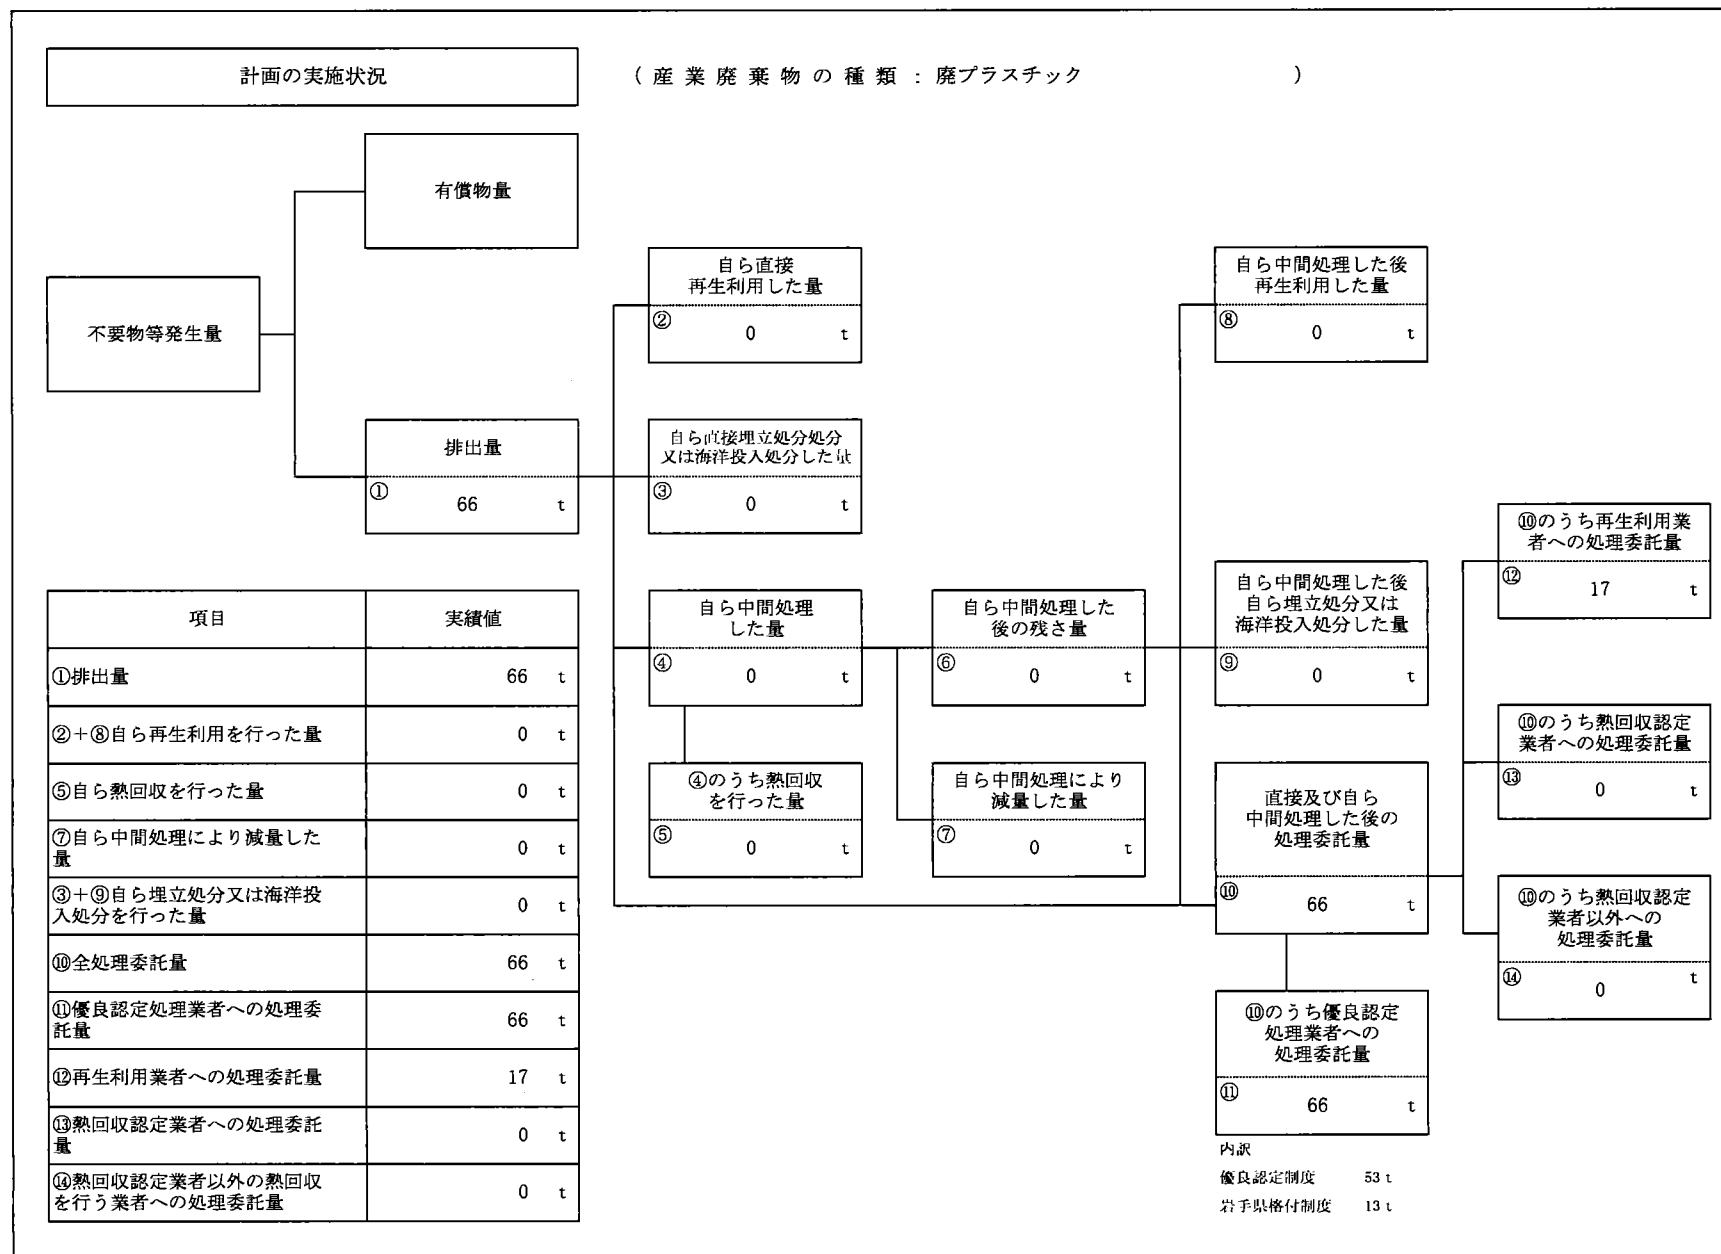 計画の実施状況
(産業廃棄物の種類:廃プラスチック )
有償物量
不要物等発生量
排出量
① 66 t
自ら直接
再生利用した量
② 0 t
自ら直接埋立処分処分
又は海洋投入処分した量
③ 0 t
自ら中間処理
した量
④ 0 t
④のうち熱回収
を行った量
⑤ 0 t
自ら中間処理した
後の残さ量
⑥ 0 t
自ら中間処理により
減量した量
⑦ 0 t
自ら中間処理した後
再生利用した量
⑧ 0 t
自ら中間処理した後
自ら埋立処分又は
海洋投入処分した量
⑨ 0 t
直接及び自ら
中間処理した後の
処理委託量
⑩ 66 t
⑩のうち優良認定
処理業者への
処理委託量
⑪ 66 t
内訳
優良認定制度 53 t
岩手県格付制度 13 t
⑩のうち再生利用業
者への処理委託量
⑫ 17 t
⑩のうち熱回収認定
業者への処理委託量
⑬ 0 t
⑩のうち熱回収認定
業者以外への
処理委託量
⑭ 0 t
項目 実績値
①排出量 66 t
②+⑧自ら再生利用を行った量 0 t
⑤自ら熱回収を行った量 0 t
⑦自ら中間処理により減量した
量 0 t
③+⑨自ら埋立処分又は海洋投
入処分を行った量 0 t
⑩全処理委託量 66 t
⑪優良認定処理業者への処理委
託量 66 t
⑫再生利用業者への処理委託量 17 t
⑬熱回収認定業者への処理委託
量 0 t
⑭熱回収認定業者以外の熱回収
を行う業者への処理委託量 0 t